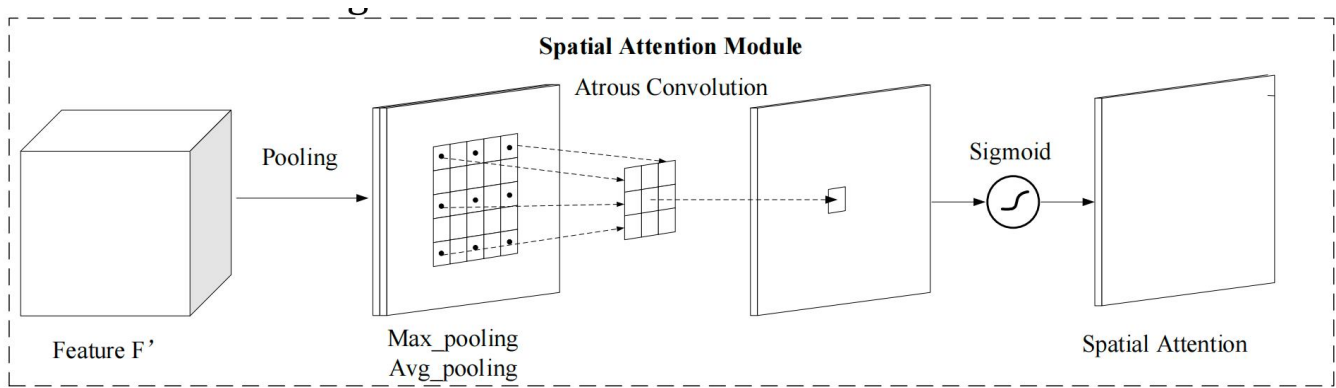 Spatial Attention Module
Atrous Convolution
Pooling
Sigmoid
Feature F’
Max_pooling
Avg_pooling
Spatial Attention